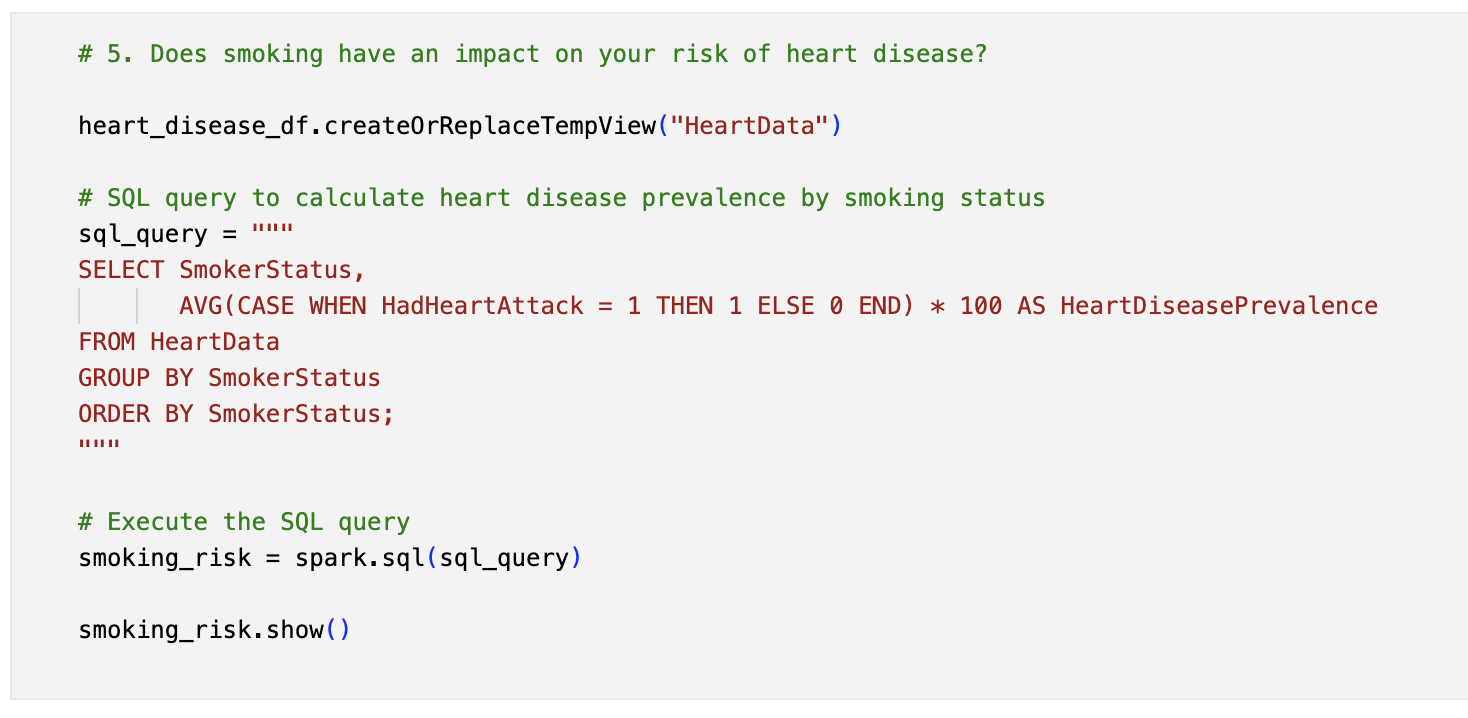 # 5. Does smoking have an impact on your risk of heart disease?
heart_disease_df.createOrReplaceTempView("HeartData")
# SQL query to calculate heart disease prevalence by smoking status
sql_query = """
SELECT SmokerStatus,
AVG(CASE WHEN HadHeartAttack = 1 THEN 1 ELSE 0 END) * 100 AS HeartDiseasePrevalence
FROM HeartData
GROUP BY SmokerStatus
ORDER BY SmokerStatus;
"""
# Execute the SQL query
smoking_risk = spark.sql(sql_query)
smoking_risk.show()